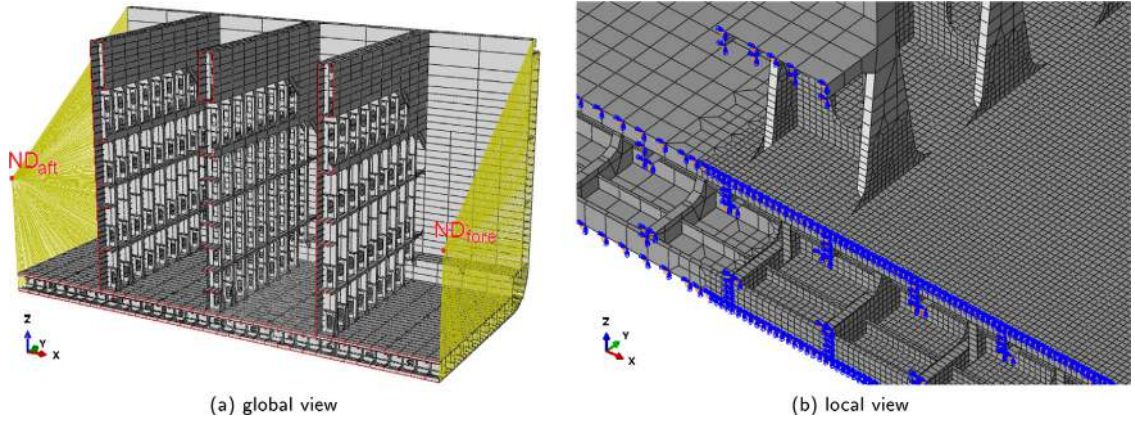 ND_aft
ND_fore
Z
Y
X
Z
Y
X
(a) global view
(b) local view